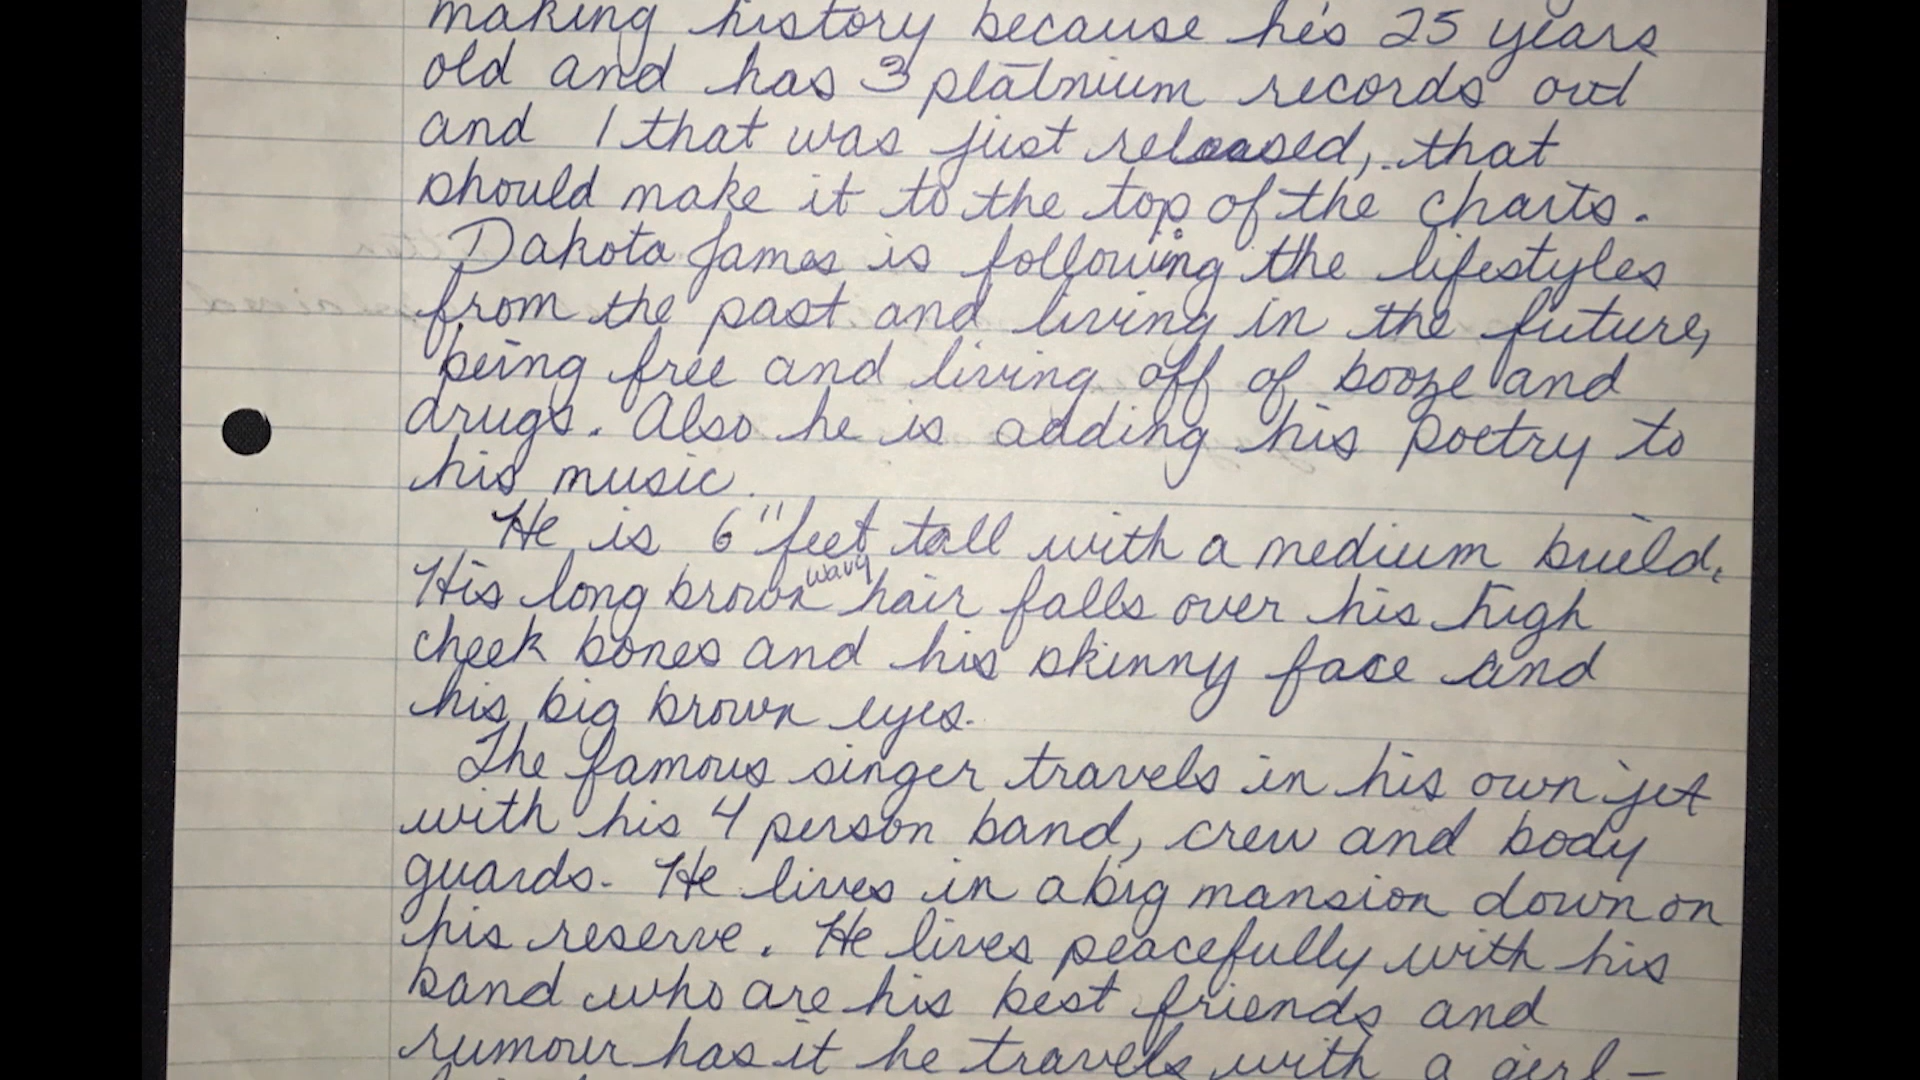 making history because he's 25 years
old and has 3 platnium records out
and 1 that was just released, that
should make it to the top of the charts.
Dakota James is following the lifestyles
from the past and living in the future,
being free and living off of booze and
drugs. Also he is adding his poetry to
his music.
He is 6" feet tall with a medium build.
His long brown wavy hair falls over his high
cheek bones and his skinny face and
his big brown eyes.
The famous singer travels in his own jet
with his 4 person band, crew and body
guards. He lives in a big mansion down on
his reserve. He lives peacefully with his
band who are his best friends and
rumour has it he travels with a girl-